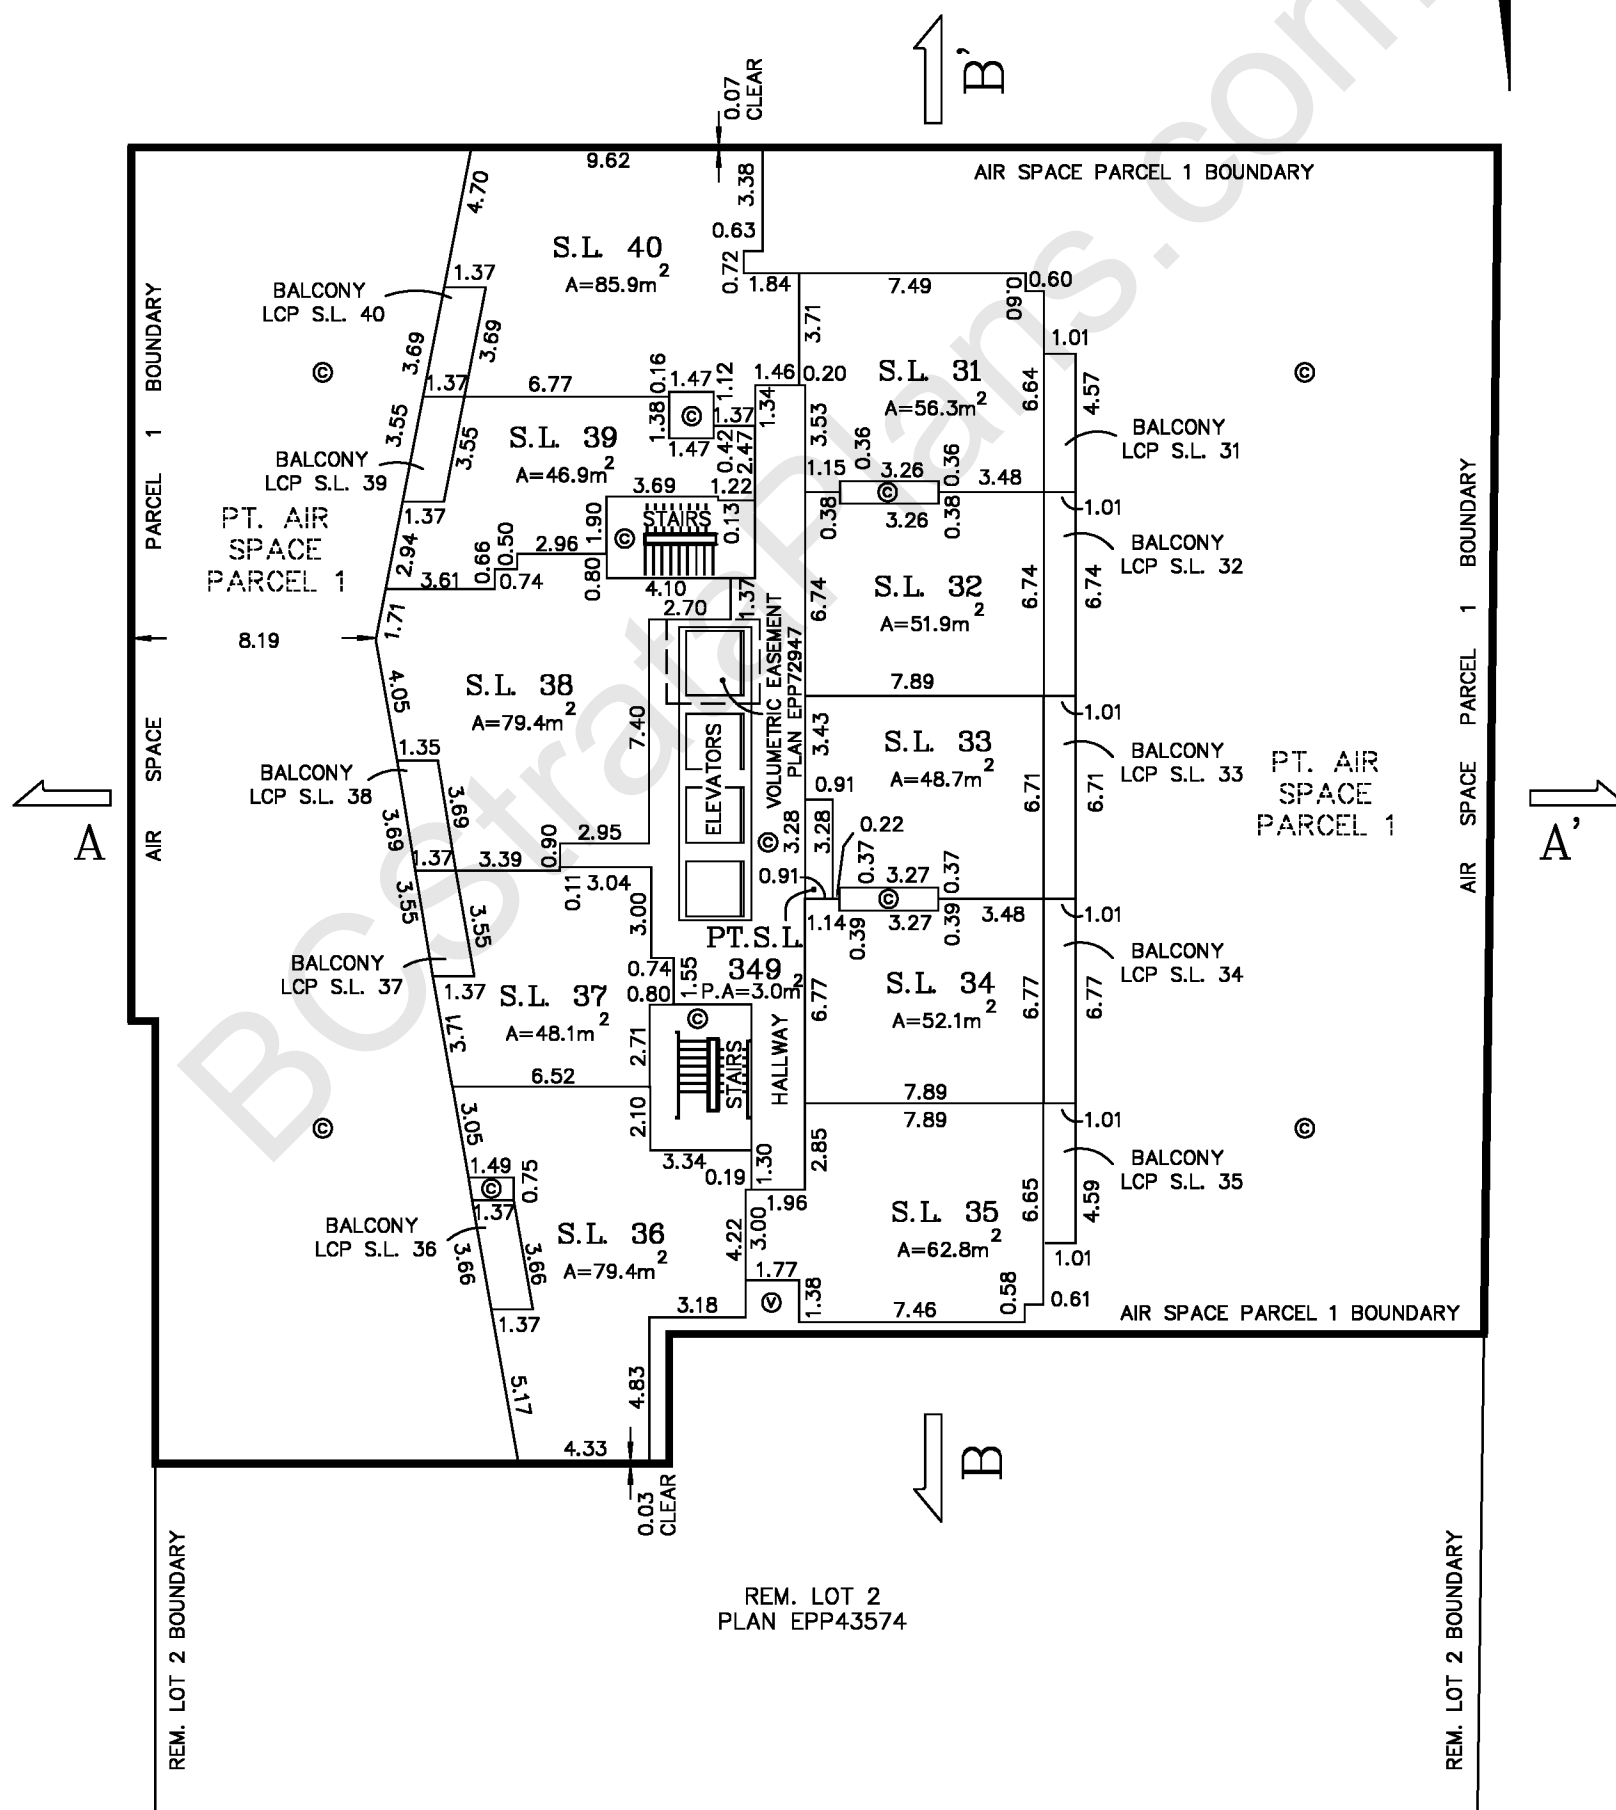 B'
0.07
CLEAR
9.62
AIR SPACE PARCEL 1 BOUNDARY
4.70
3.38
0.63
S.L. 40
A=85.9m²
0.72
1.37
1.84
7.49
0.60
0.60
BALCONY
LCP S.L. 40
3.69
3.69
3.71
1.01
AIR SPACE PARCEL 1 BOUNDARY
©
©
1.37
6.77
0.16
1.47
1.12
1.46
0.20
S.L. 31
A=56.3m²
6.64
4.57
3.55
3.55
1.38
©
1.37
1.34
3.53
S.L. 39
A=46.9m²
1.47
0.42
2.47
0.36
0.36
BALCONY
LCP S.L. 31
BALCONY
LCP S.L. 39
1.15
3.26
3.48
©
3.69
1.22
1.37
0.38
3.26
0.38
1.01
PT. AIR
SPACE
PARCEL 1
STAIRS
©
1.90
0.13
2.94
0.66
0.50
2.96
BALCONY
LCP S.L. 32
3.61
0.74
0.80
4.10
1.37
6.74
S.L. 32
A=51.9m²
6.74
6.74
2.70
1.71
8.19
VOLUMETRIC EASEMENT
PLAN EPP72947
4.05
S.L. 38
A=79.4m²
7.89
1.01
7.40
ELEVATORS
3.43
S.L. 33
A=48.7m²
1.35
BALCONY
LCP S.L. 38
BALCONY
LCP S.L. 33
PT. AIR
SPACE
PARCEL 1
6.71
6.71
A
A'
3.69
3.69
0.91
2.95
0.90
©
3.28
3.28
0.22
1.37
3.39
0.37
3.27
0.37
0.11
3.04
0.91
©
3.55
3.55
3.00
1.14
0.39
3.27
0.39
3.48
1.01
PT.S.L.
349
P.A=3.0m²
BALCONY
LCP S.L. 37
0.74
1.55
BALCONY
LCP S.L. 34
1.37
0.80
S.L. 37
A=48.1m²
S.L. 34
A=52.1m²
6.77
6.77
6.77
©
3.71
2.71
STAIRS
HALLWAY
6.52
7.89
7.89
1.01
3.05
2.10
©
©
2.85
3.34
0.19
1.30
BALCONY
LCP S.L. 35
1.49
0.75
©
1.37
1.96
BALCONY
LCP S.L. 36
S.L. 36
A=79.4m²
4.22
3.00
S.L. 35
A=62.8m²
6.65
4.59
3.66
3.66
1.01
1.77
1.37
3.18
Ⓥ
1.38
7.46
0.58
0.61
AIR SPACE PARCEL 1 BOUNDARY
AIR SPACE PARCEL 1 BOUNDARY
5.17
4.83
4.33
0.03
CLEAR
B
REM. LOT 2 BOUNDARY
REM. LOT 2
PLAN EPP43574
REM. LOT 2 BOUNDARY
BCStrataPlans.com